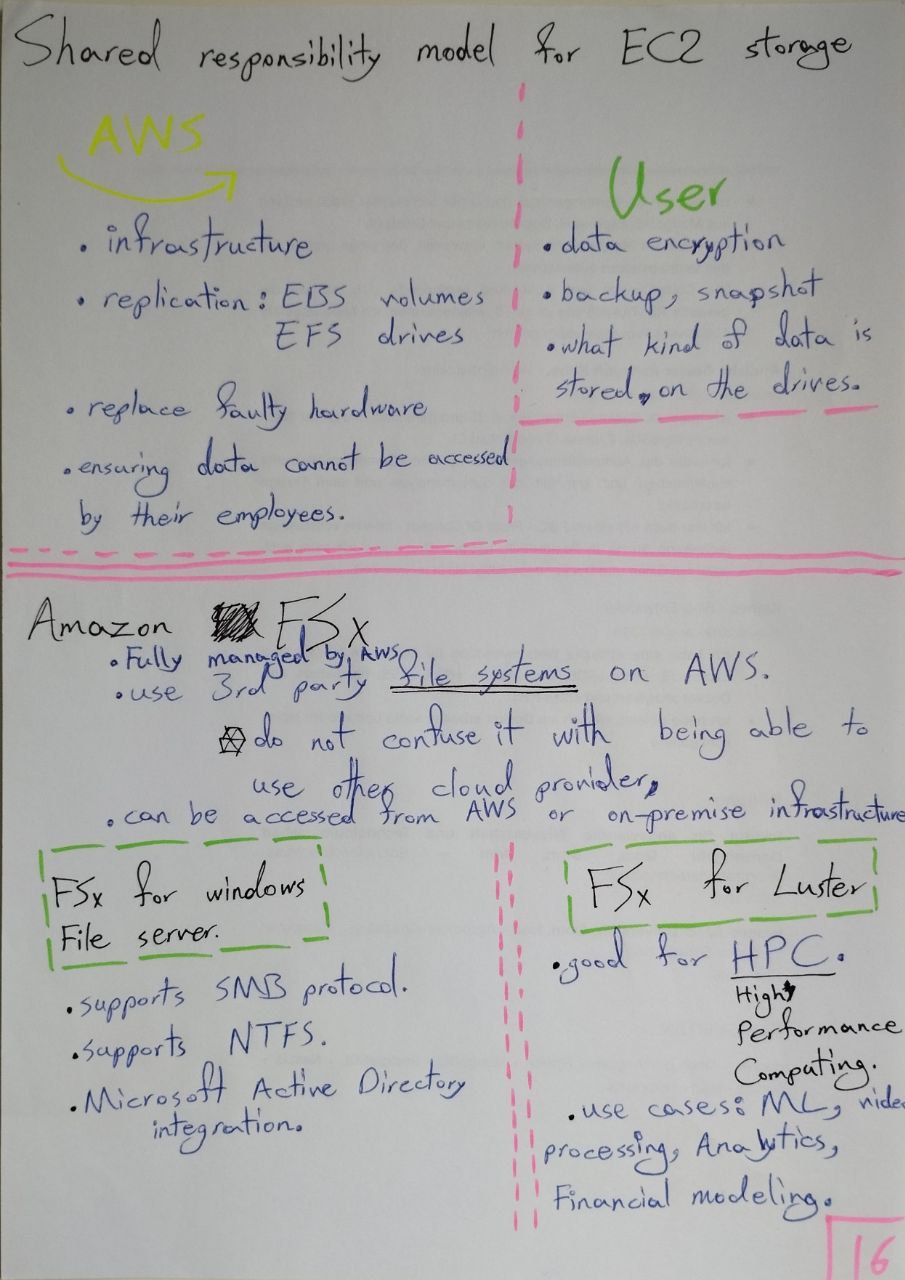 Shared responsibility model for EC2 storage
AWS
• infrastructure
• replication: EBS volumes
EFS drives
• replace faulty hardware
• ensuring data cannot be accessed
by their employees.
User
• data encryption
• backup, snapshot
• what kind of data is
stored, on the drives.
Amazon FSx
• Fully managed by AWS
• use 3rd party file systems on AWS.
do not confuse it with being able to
use other cloud provider,
• can be accessed from AWS or on-premise infrastructure
FSx for windows
File server.
• supports SMB protocol.
• supports NTFS.
• Microsoft Active Directory
integration.
FSx for Luster
• good for HPC.
High
Performance
Computing.
• use cases: ML, video
processing, Analytics,
Financial modeling.
16